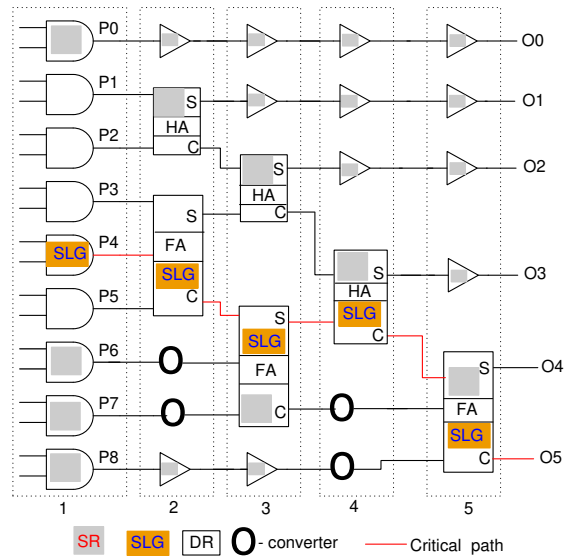 P0 O0
P1 O1
S
HA
P2 C O2
S
HA
P3 S C
FA
SLG P4 SLG S O3
HA
P5 C S SLG
SLG C
P6 O FA S O4
P7 O C O FA
SLG
P8 O C O5
1 2 3 4 5
SR SLG DR O - converter Critical path